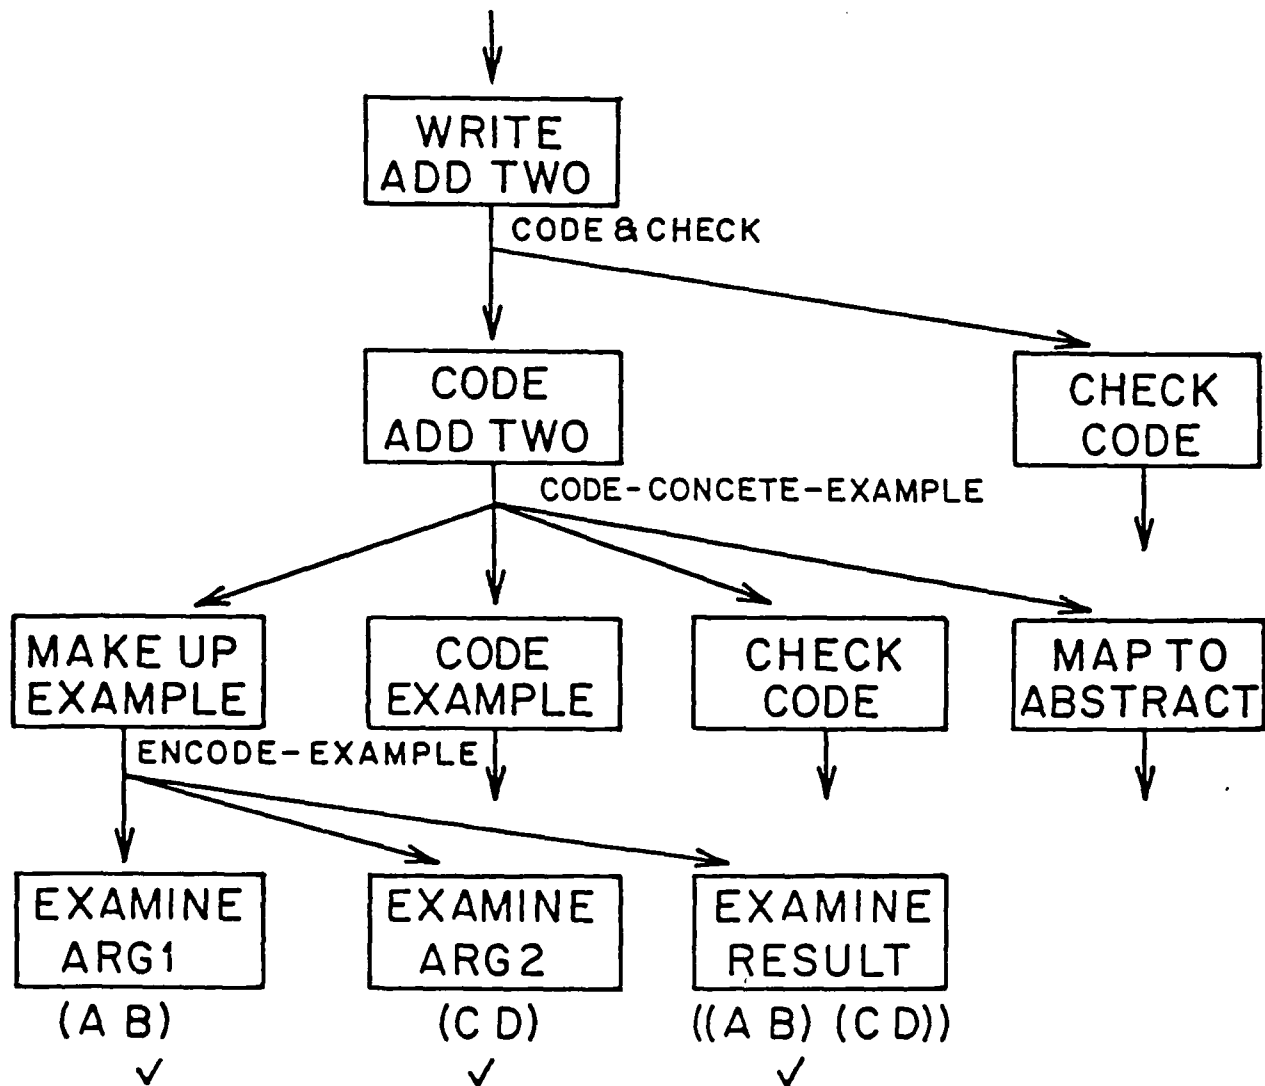 WRITE
ADD TWO
CODE & CHECK
CODE
ADD TWO
CHECK
CODE
CODE-CONCETE-EXAMPLE
MAKE UP
EXAMPLE
CODE
EXAMPLE
CHECK
CODE
MAP TO
ABSTRACT
ENCODE-EXAMPLE
EXAMINE
ARG1
EXAMINE
ARG2
EXAMINE
RESULT
(A B)
(C D)
((A B) (C D))
✓ ✓ ✓